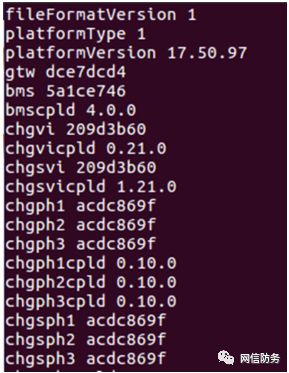 fileFormatVersion 1
platformType 1
platformVersion 17.50.97
gtw dce7dcd4
bms 5a1ce746
bmscpld 4.0.0
chgvi 209d3b60
chgvicpld 0.21.0
chgsvi 209d3b60
chgsvicpld 1.21.0
chgph1 acdc869f
chgph2 acdc869f
chgph3 acdc869f
chgph1cpld 0.10.0
chgph2cpld 0.10.0
chgph3cpld 0.10.0
chgsph1 acdc869f
chgsph2 acdc869f
chgsph3 acdc869f
网信防务